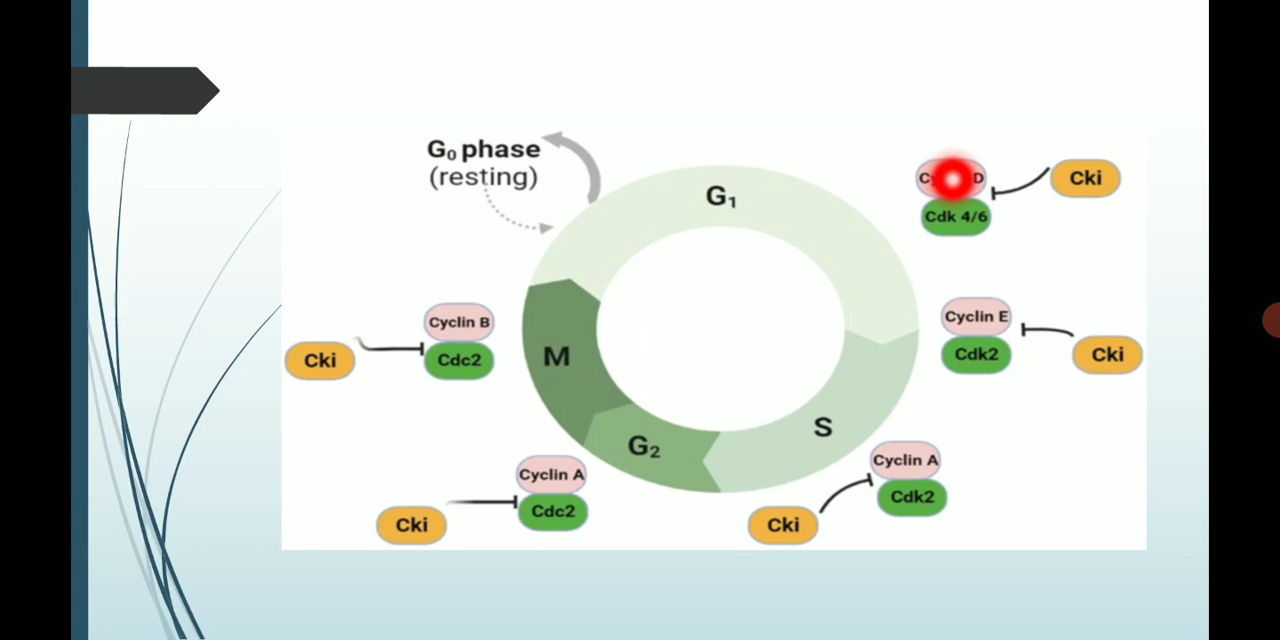 G₀ phase
(resting)
G₁
D
Cki
Cdk 4/6
Cyclin B
Cdc2
Cki
M
Cyclin E
Cdk2
Cki
S
G₂
Cyclin A
Cdk2
Cki
Cyclin A
Cdc2
Cki